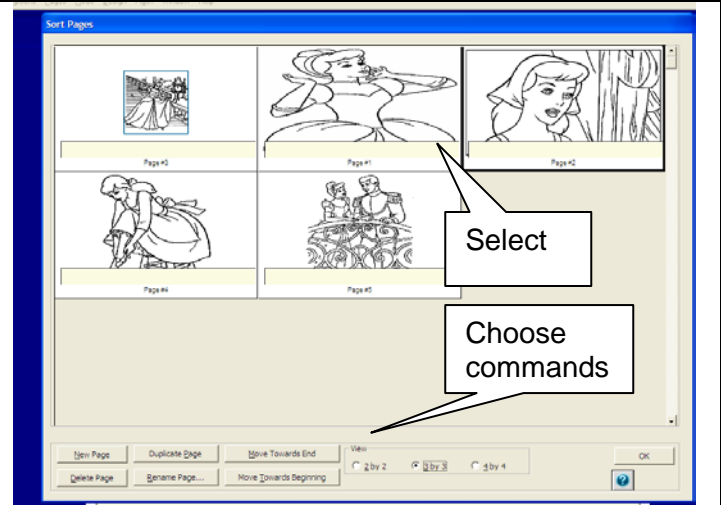 Sort Pages
Page #3
Page #1
Page #2
Select
Page #4
Page #5
Choose
commands
New Page
Duplicate Page
Move Towards End
View
2 by 2
3 by 3
4 by 4
OK
Delete Page
Rename Page...
Move Towards Beginning
?